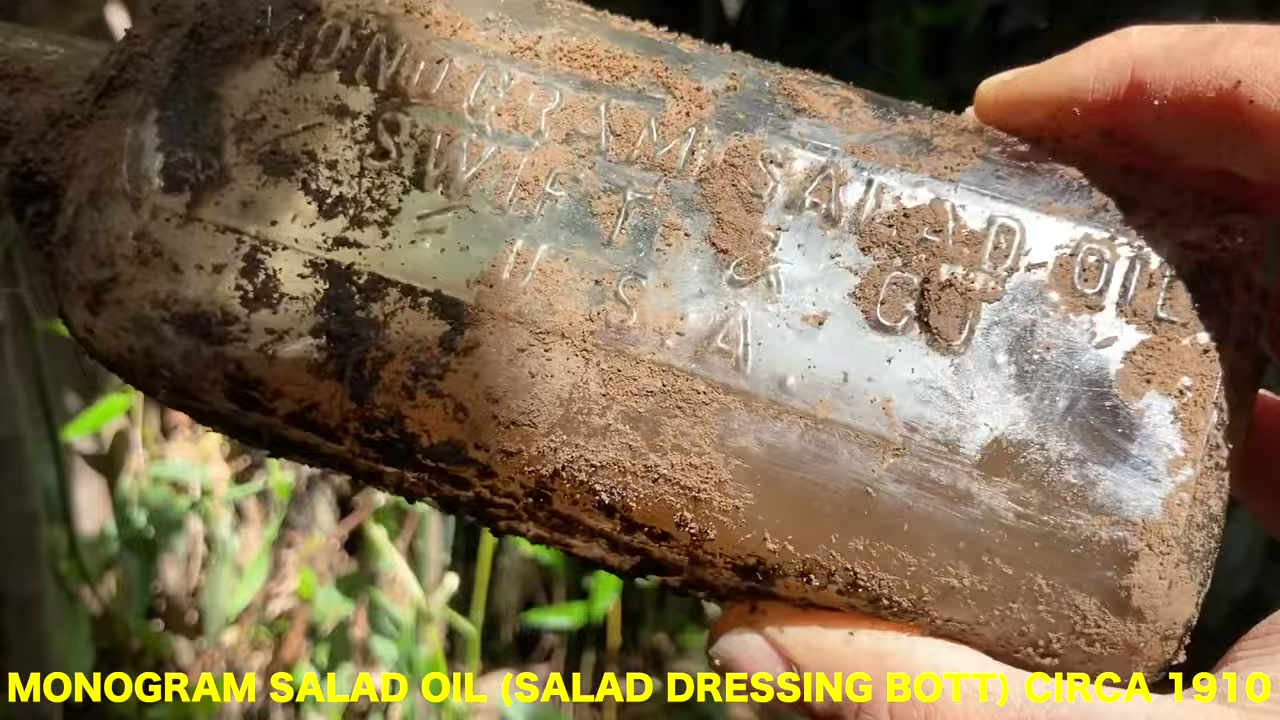 MONOGRAM SALAD OIL
SWIFT & CO
U S A
MONOGRAM SALAD OIL (SALAD DRESSING BOTT) CIRCA 1910